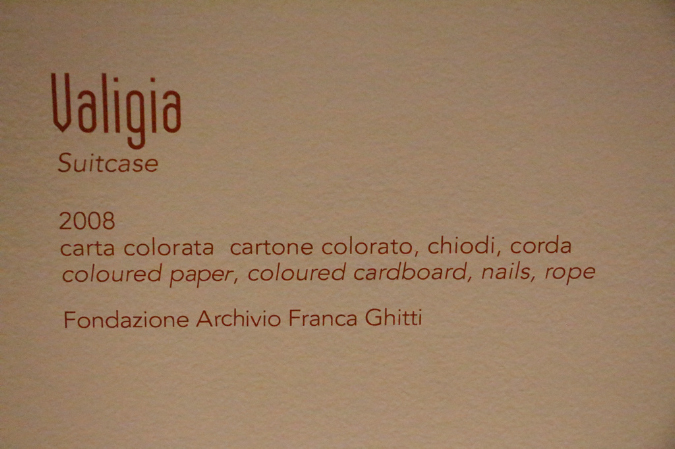 Valigia
Suitcase
2008
carta colorata cartone colorato, chiodi, corda
coloured paper, coloured cardboard, nails, rope
Fondazione Archivio Franca Ghitti